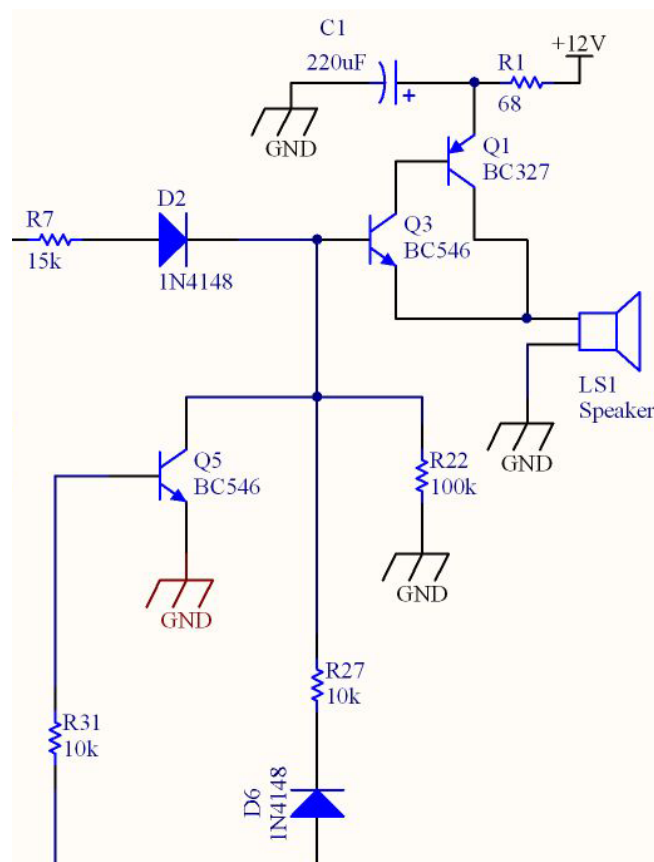 C1
220uF
+12V
R1
68
GND
Q1
BC327
D2
R7
Q3
BC546
15k
1N4148
LS1
Speaker
GND
Q5
BC546
R22
100k
GND
GND
R27
10k
R31
10k
D6
1N4148